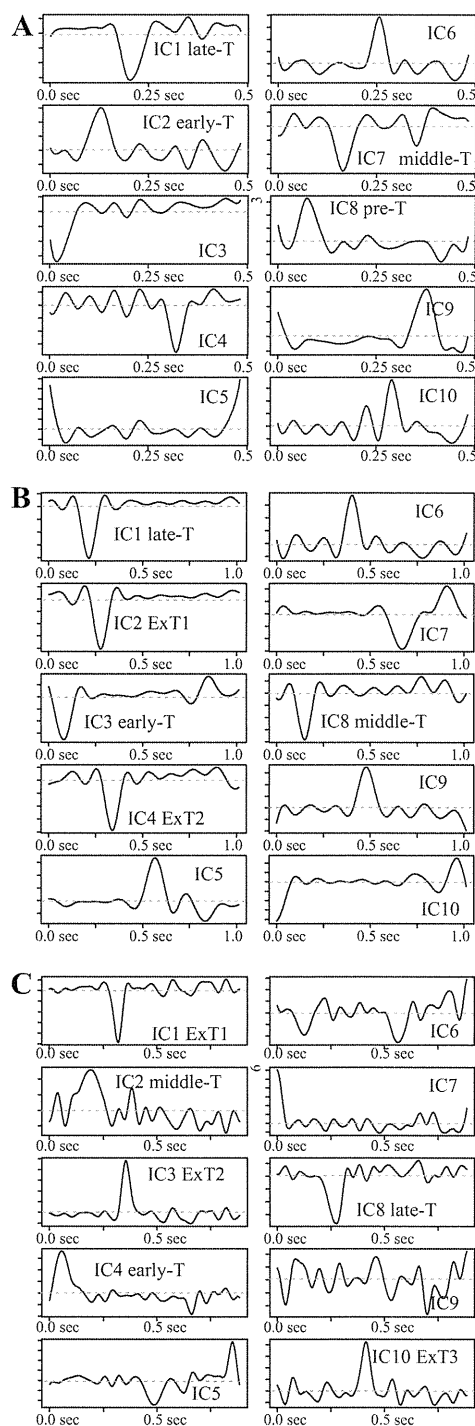 A
IC1 late-T
IC6
0.0 sec 0.25 sec 0.5
0.0 sec 0.25 sec 0.5
IC2 early-T
IC7 middle-T
0.0 sec 0.25 sec 0.5
0.0 sec 0.25 sec 0.5
IC3
IC8 pre-T
0.0 sec 0.25 sec 0.5
0.0 sec 0.25 sec 0.5
IC4
IC9
0.0 sec 0.25 sec 0.5
0.0 sec 0.25 sec 0.5
IC5
IC10
0.0 sec 0.25 sec 0.5
0.0 sec 0.25 sec 0.5
B
IC1 late-T
IC6
0.0 sec 0.5 sec 1.0
0.0 sec 0.5 sec 1.0
IC2 ExT1
IC7
0.0 sec 0.5 sec 1.0
0.0 sec 0.5 sec 1.0
IC3 early-T
IC8 middle-T
0.0 sec 0.5 sec 1.0
0.0 sec 0.5 sec 1.0
IC4 ExT2
IC9
0.0 sec 0.5 sec 1.0
0.0 sec 0.5 sec 1.0
IC5
IC10
0.0 sec 0.5 sec 1.0
0.0 sec 0.5 sec 1.0
C
IC1 ExT1
IC6
0.0 sec 0.5 sec
0.0 sec 0.5 sec
IC2 middle-T
IC7
0.0 sec 0.5 sec
0.0 sec 0.5 sec
IC3 ExT2
IC8 late-T
0.0 sec 0.5 sec
0.0 sec 0.5 sec
IC4 early-T
IC9
0.0 sec 0.5 sec
0.0 sec 0.5 sec
IC5
IC10 ExT3
0.0 sec 0.5 sec
0.0 sec 0.5 sec